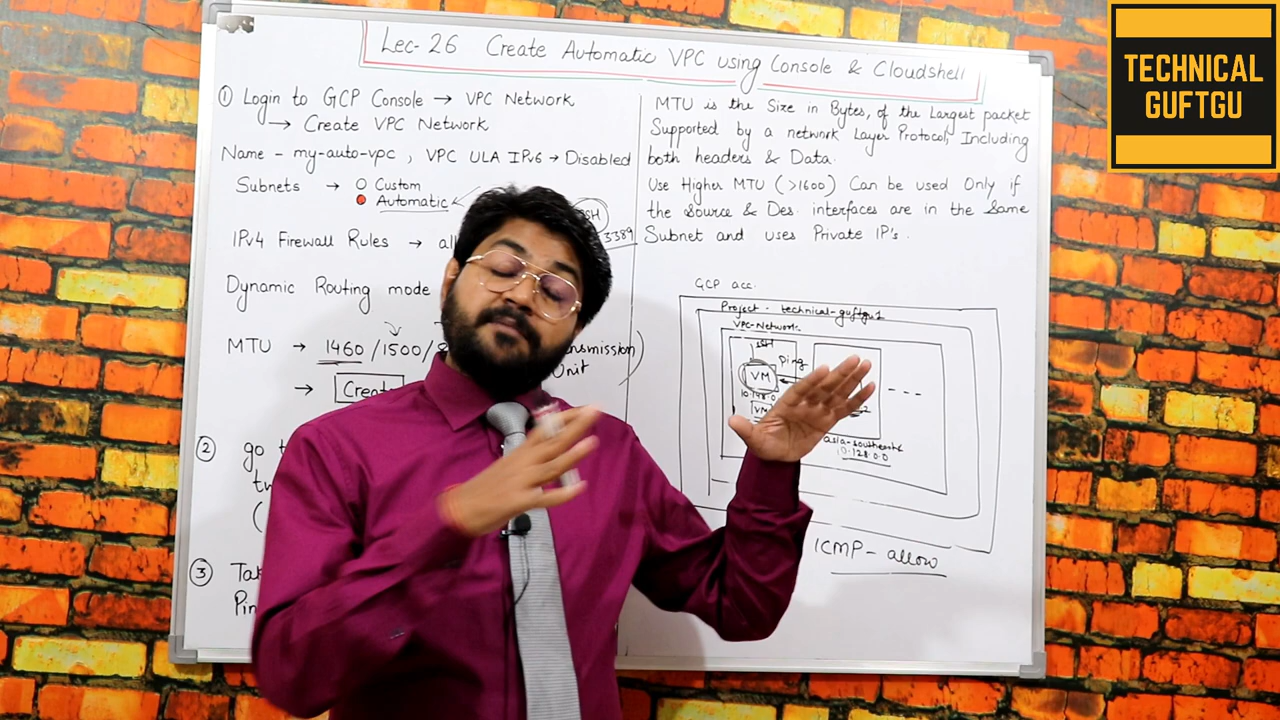 Lec-26 Create Automatic VPC using Console & Cloudshell
① Login to GCP Console → VPC Network
→ Create VPC Network
Name - my-auto-vpc , VPC ULA IPv6 → Disabled
Subnets → Custom
Automatic
IPv4 Firewall Rules → all
3389
Dynamic Routing mode
MTU → 1460 / 1500 / 8
Unit
→
② go
③
MTU is the Size in Bytes, of the Largest packet
Supported by a network Layer Protocol, Including
both headers & Data.
Use Higher MTU (>1600) Can be used Only if
the Source & Des. interfaces are in the Same
Subnet and uses Private IP's.
GCP acc.
Project - technical-guftgu1
VPC-Network
SSH
Ping
VM
VM
10.128.0.0
ICMP - allow
TECHNICAL
GUFTGU